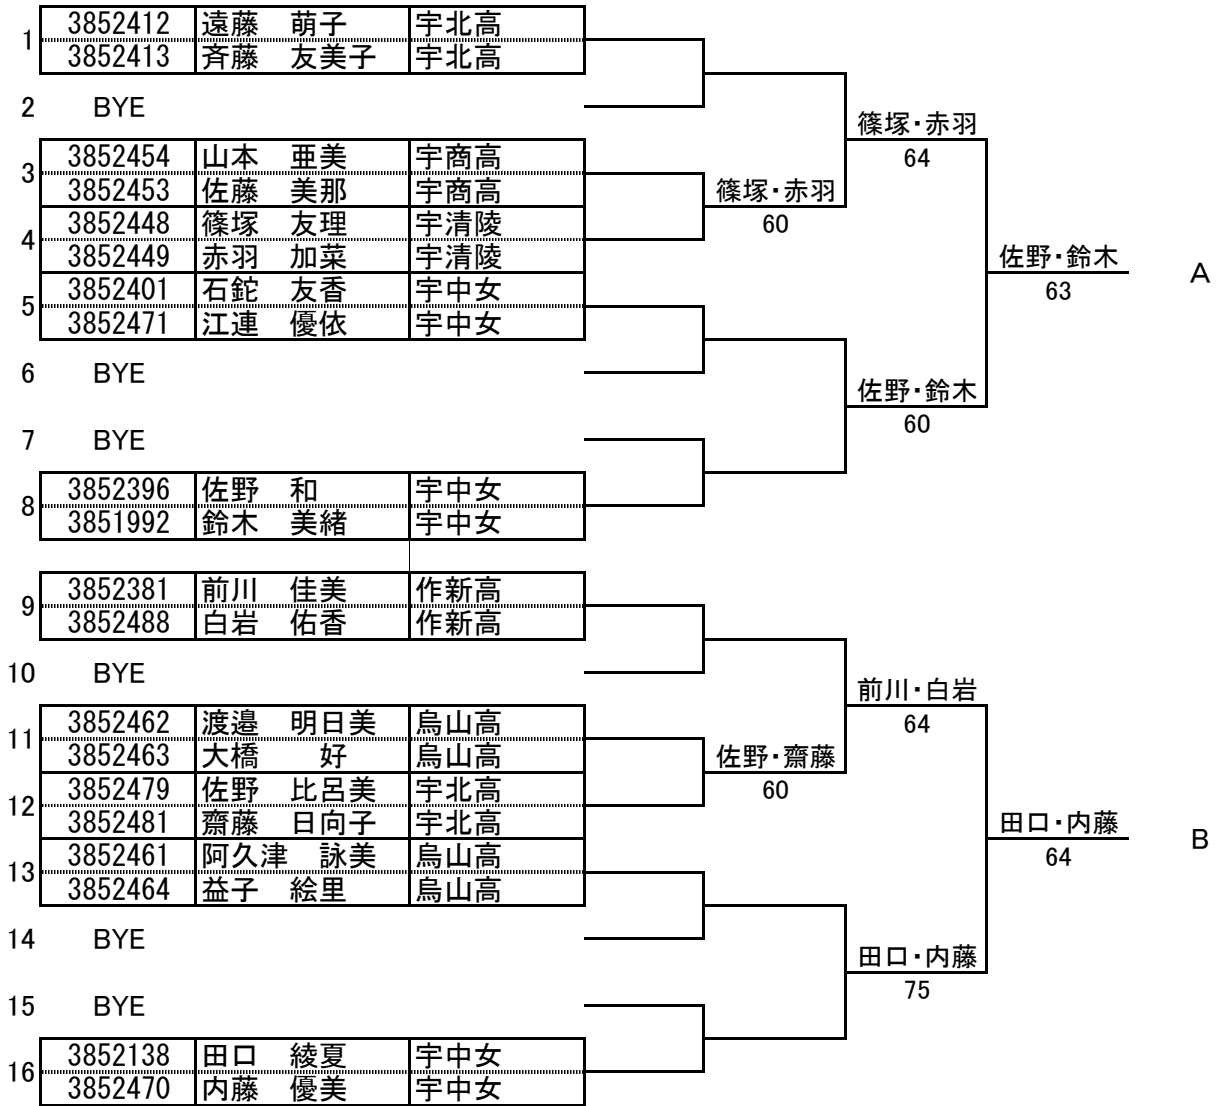 1 3852412 遠藤 萌子 宇北高
3852413 斉藤 友美子 宇北高
2 BYE
篠塚・赤羽
64
3 3852454 山本 亜美 宇商高
3852453 佐藤 美那 宇商高
篠塚・赤羽
60
4 3852448 篠塚 友理 宇清陵
3852449 赤羽 加菜 宇清陵
佐野・鈴木 A
63
5 3852401 石鉈 友香 宇中女
3852471 江連 優依 宇中女
6 BYE
佐野・鈴木
60
7 BYE
8 3852396 佐野 和 宇中女
3851992 鈴木 美緒 宇中女
9 3852381 前川 佳美 作新高
3852488 白岩 佑香 作新高
10 BYE
前川・白岩
64
11 3852462 渡邉 明日美 烏山高
3852463 大橋 好 烏山高
佐野・齋藤
60
12 3852479 佐野 比呂美 宇北高
3852481 齋藤 日向子 宇北高
田口・内藤 B
64
13 3852461 阿久津 詠美 烏山高
3852464 益子 絵里 烏山高
14 BYE
田口・内藤
75
15 BYE
16 3852138 田口 綾夏 宇中女
3852470 内藤 優美 宇中女